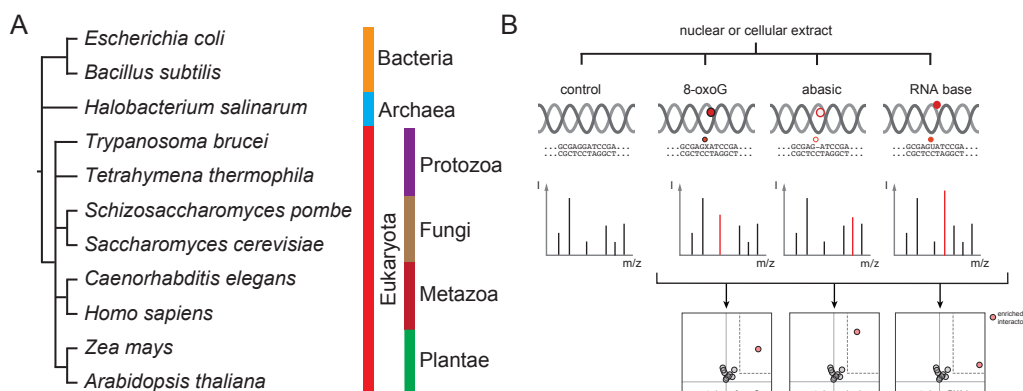 A
Escherichia coli
Bacillus subtilis
Halobacterium salinarum
Trypanosoma brucei
Tetrahymena thermophila
Schizosaccharomyces pombe
Saccharomyces cerevisiae
Caenorhabditis elegans
Homo sapiens
Zea mays
Arabidopsis thaliana
Bacteria
Archaea
Eukaryota
Protozoa
Fungi
Metazoa
Plantae
B
nuclear or cellular extract
control
8-oxoG
abasic
RNA base
...GCGAGGATCCGA...
...CGCTCCTAGGCT...
...GCGAGXATCCGA...
...CGCTCCTAGGCT...
...GCGAG–ATCCGA...
...CGCTCCTAGGCT...
...GCGAGUATCCGA...
...CGCTCCTAGGCT...
I
m/z
I
m/z
I
m/z
I
m/z
enriched